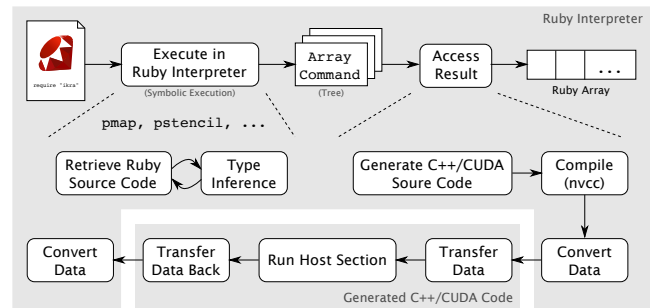 Ruby Interpreter
require "ikra"
Execute in
Ruby Interpreter
(Symbolic Execution)
Array
Command
(Tree)
Access
Result
...
Ruby Array
pmap, pstencil, ...
Retrieve Ruby
Source Code
Type
Inference
Generate C++/CUDA
Soure Code
Compile
(nvcc)
Convert
Data
Transfer
Data Back
Run Host Section
Transfer
Data
Convert
Data
Generated C++/CUDA Code